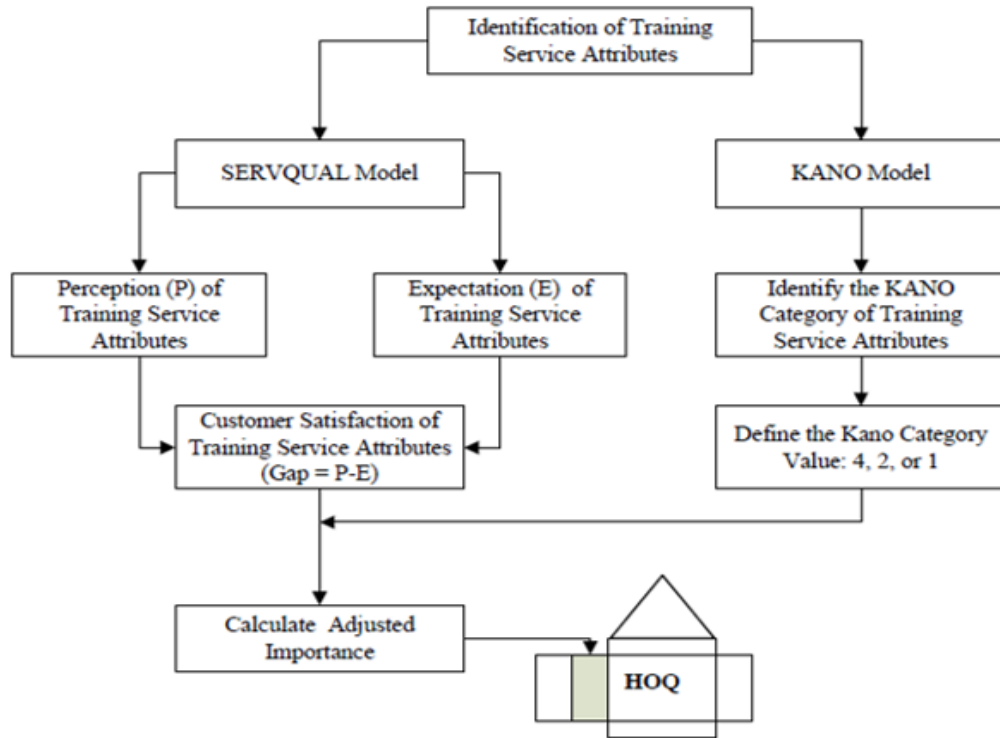 Identification of Training
Service Attributes
SERVQUAL Model
KANO Model
Perception (P) of
Training Service
Attributes
Expectation (E) of
Training Service
Attributes
Identify the KANO
Category of Training
Service Attributes
Customer Satisfaction of
Training Service Attributes
(Gap = P-E)
Define the Kano Category
Value: 4, 2, or 1
Calculate Adjusted
Importance
HOQ